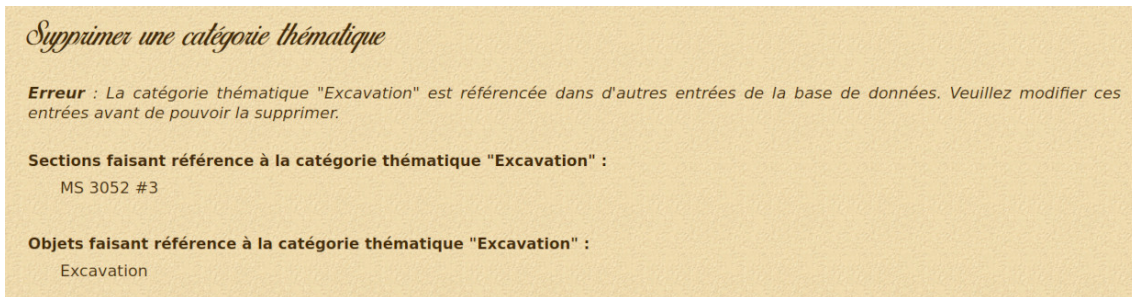 Supprimer une catégorie thématique
Erreur : La catégorie thématique "Excavation" est référencée dans d'autres entrées de la base de données. Veuillez modifier ces
entrées avant de pouvoir la supprimer.
Sections faisant référence à la catégorie thématique "Excavation" :
MS 3052 #3
Objets faisant référence à la catégorie thématique "Excavation" :
Excavation